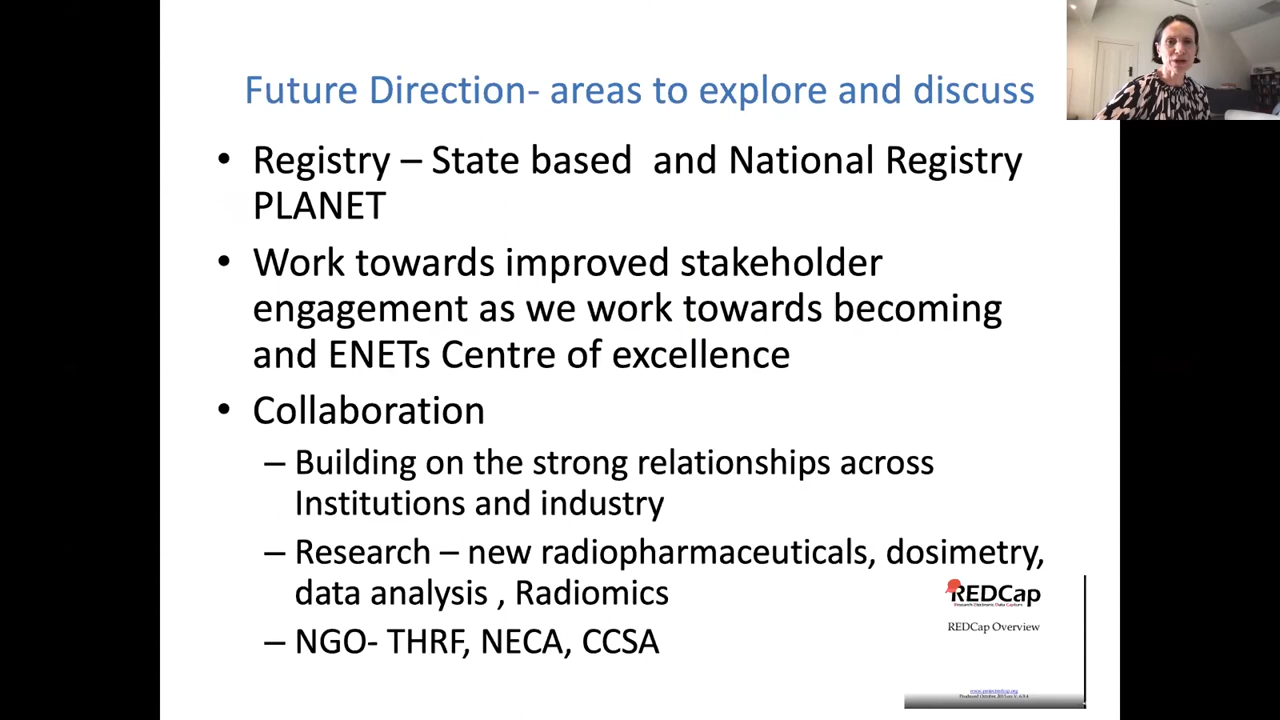 Future Direction- areas to explore and discuss
• Registry – State based and National Registry
PLANET
• Work towards improved stakeholder
engagement as we work towards becoming
and ENETs Centre of excellence
• Collaboration
– Building on the strong relationships across
Institutions and industry
– Research – new radiopharmaceuticals, dosimetry,
data analysis , Radiomics
– NGO- THRF, NECA, CCSA
REDCap
Research Electronic Data Capture
REDCap Overview